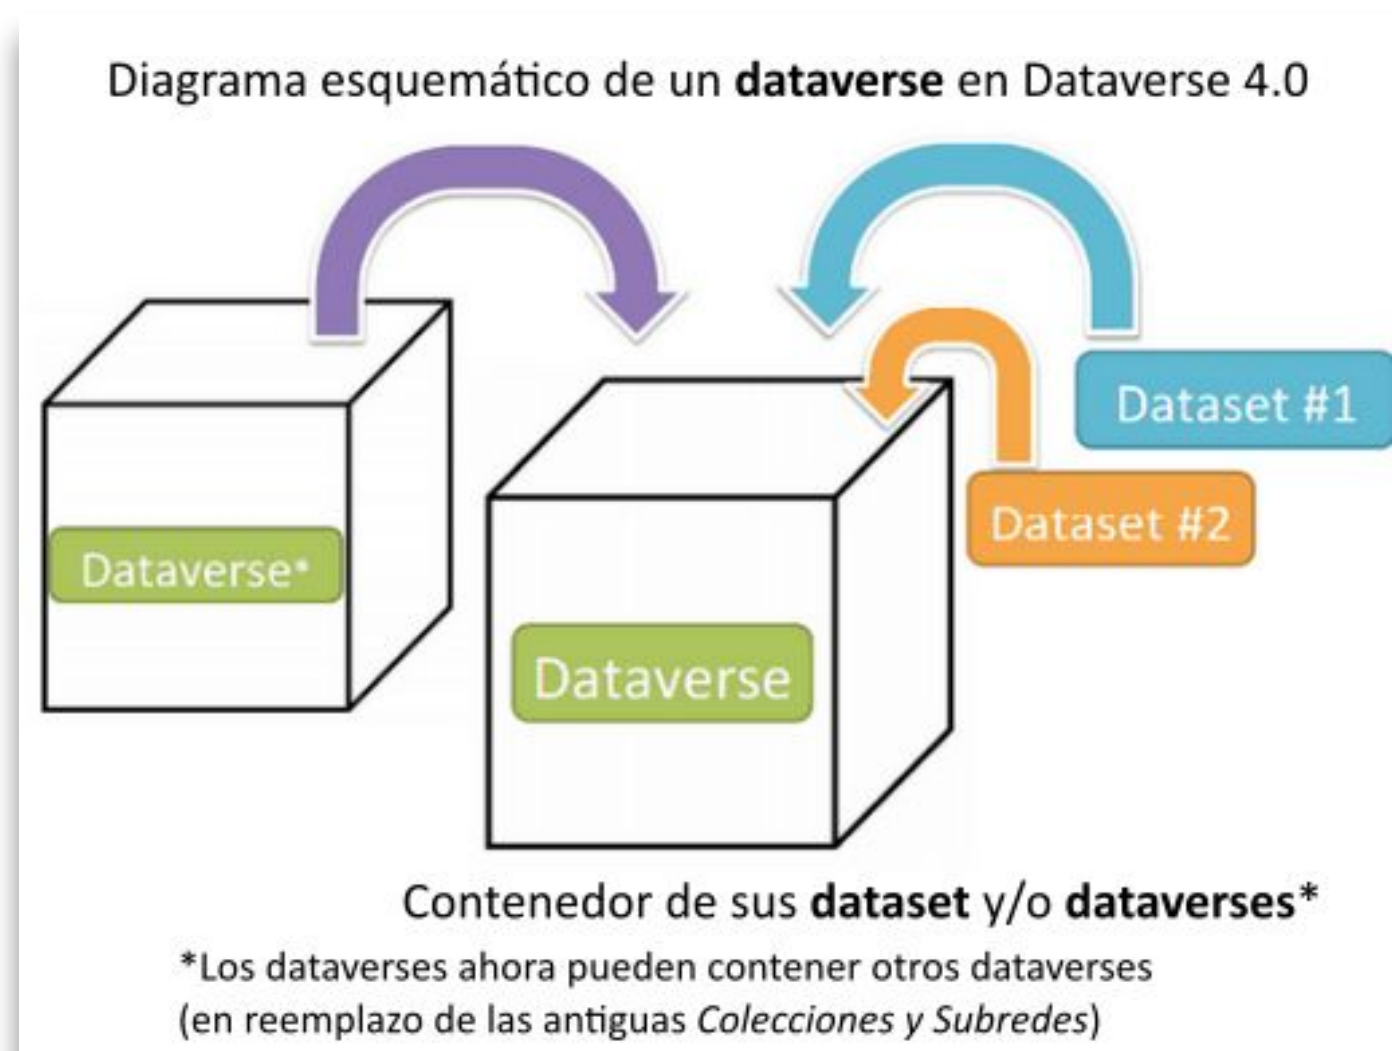 Diagrama esquemático de un dataverse en Dataverse 4.0
Dataset #1
Dataset #2
Dataverse*
Dataverse
Contenedor de sus dataset y/o dataverses*
*Los dataverses ahora pueden contener otros dataverses
(en reemplazo de las antiguas Colecciones y Subredes)